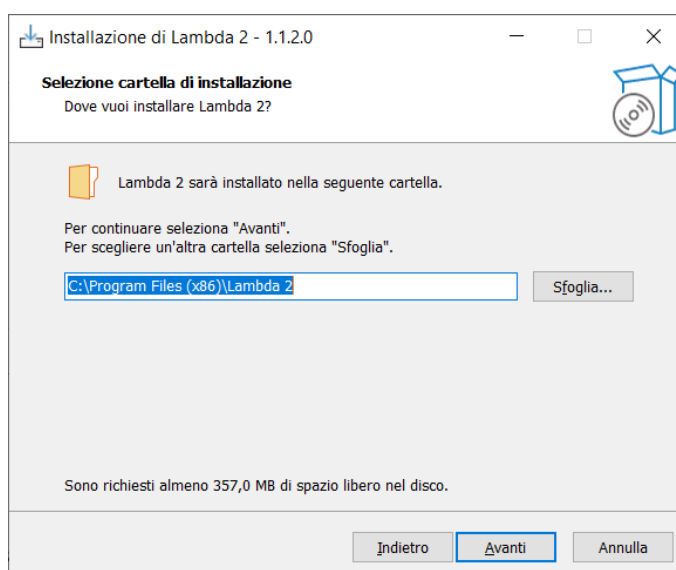 Installazione di Lambda 2 - 1.1.2.0
Selezione cartella di installazione
Dove vuoi installare Lambda 2?
Lambda 2 sarà installato nella seguente cartella.
Per continuare seleziona "Avanti".
Per scegliere un'altra cartella seleziona "Sfoglia".
C:\Program Files (x86)\Lambda 2
Sfoglia...
Sono richiesti almeno 357,0 MB di spazio libero nel disco.
Indietro
Avanti
Annulla